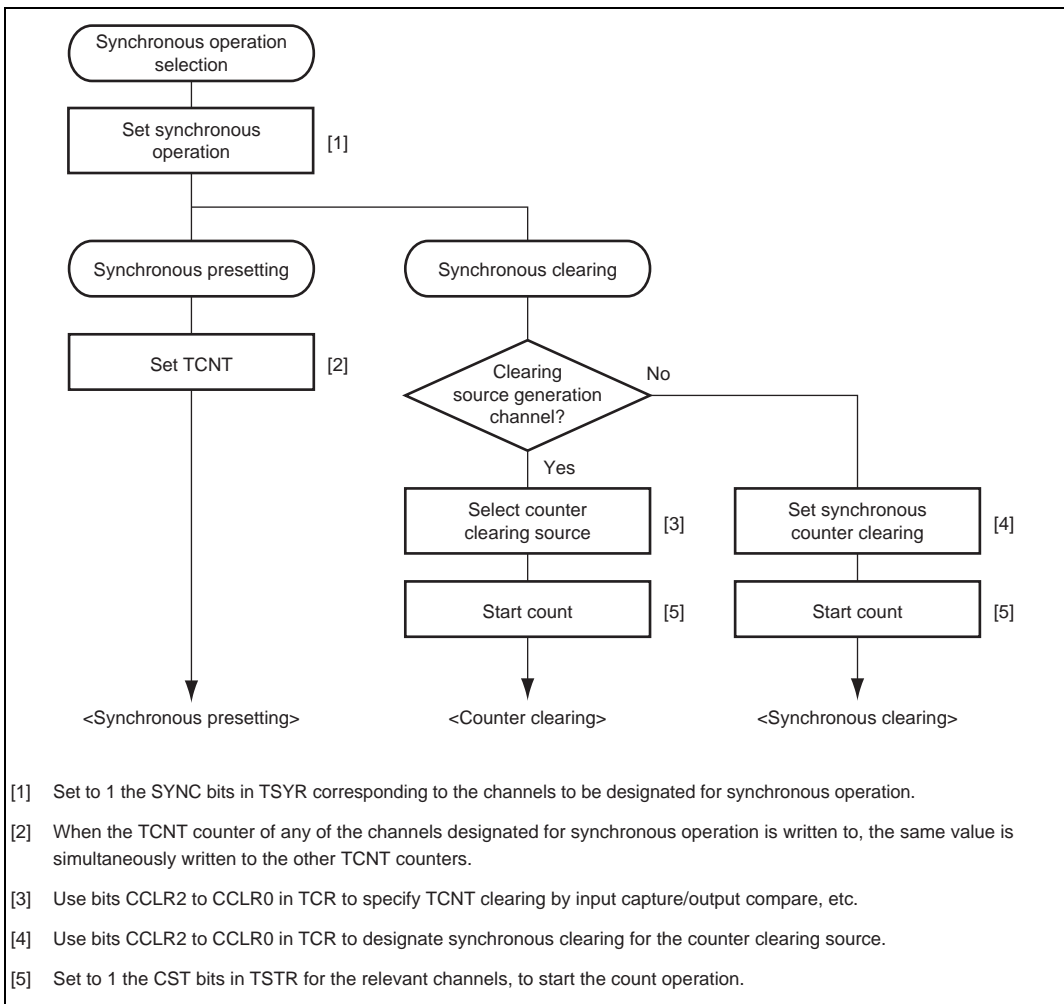 Synchronous operation
selection
Set synchronous
operation
[1]
Synchronous presetting
Synchronous clearing
Set TCNT
[2]
Clearing
source generation
channel?
No
Yes
Select counter
clearing source
[3]
Set synchronous
counter clearing
[4]
Start count
[5]
Start count
[5]
<Synchronous presetting>
<Counter clearing>
<Synchronous clearing>
[1] Set to 1 the SYNC bits in TSYR corresponding to the channels to be designated for synchronous operation.
[2] When the TCNT counter of any of the channels designated for synchronous operation is written to, the same value is
simultaneously written to the other TCNT counters.
[3] Use bits CCLR2 to CCLR0 in TCR to specify TCNT clearing by input capture/output compare, etc.
[4] Use bits CCLR2 to CCLR0 in TCR to designate synchronous clearing for the counter clearing source.
[5] Set to 1 the CST bits in TSTR for the relevant channels, to start the count operation.